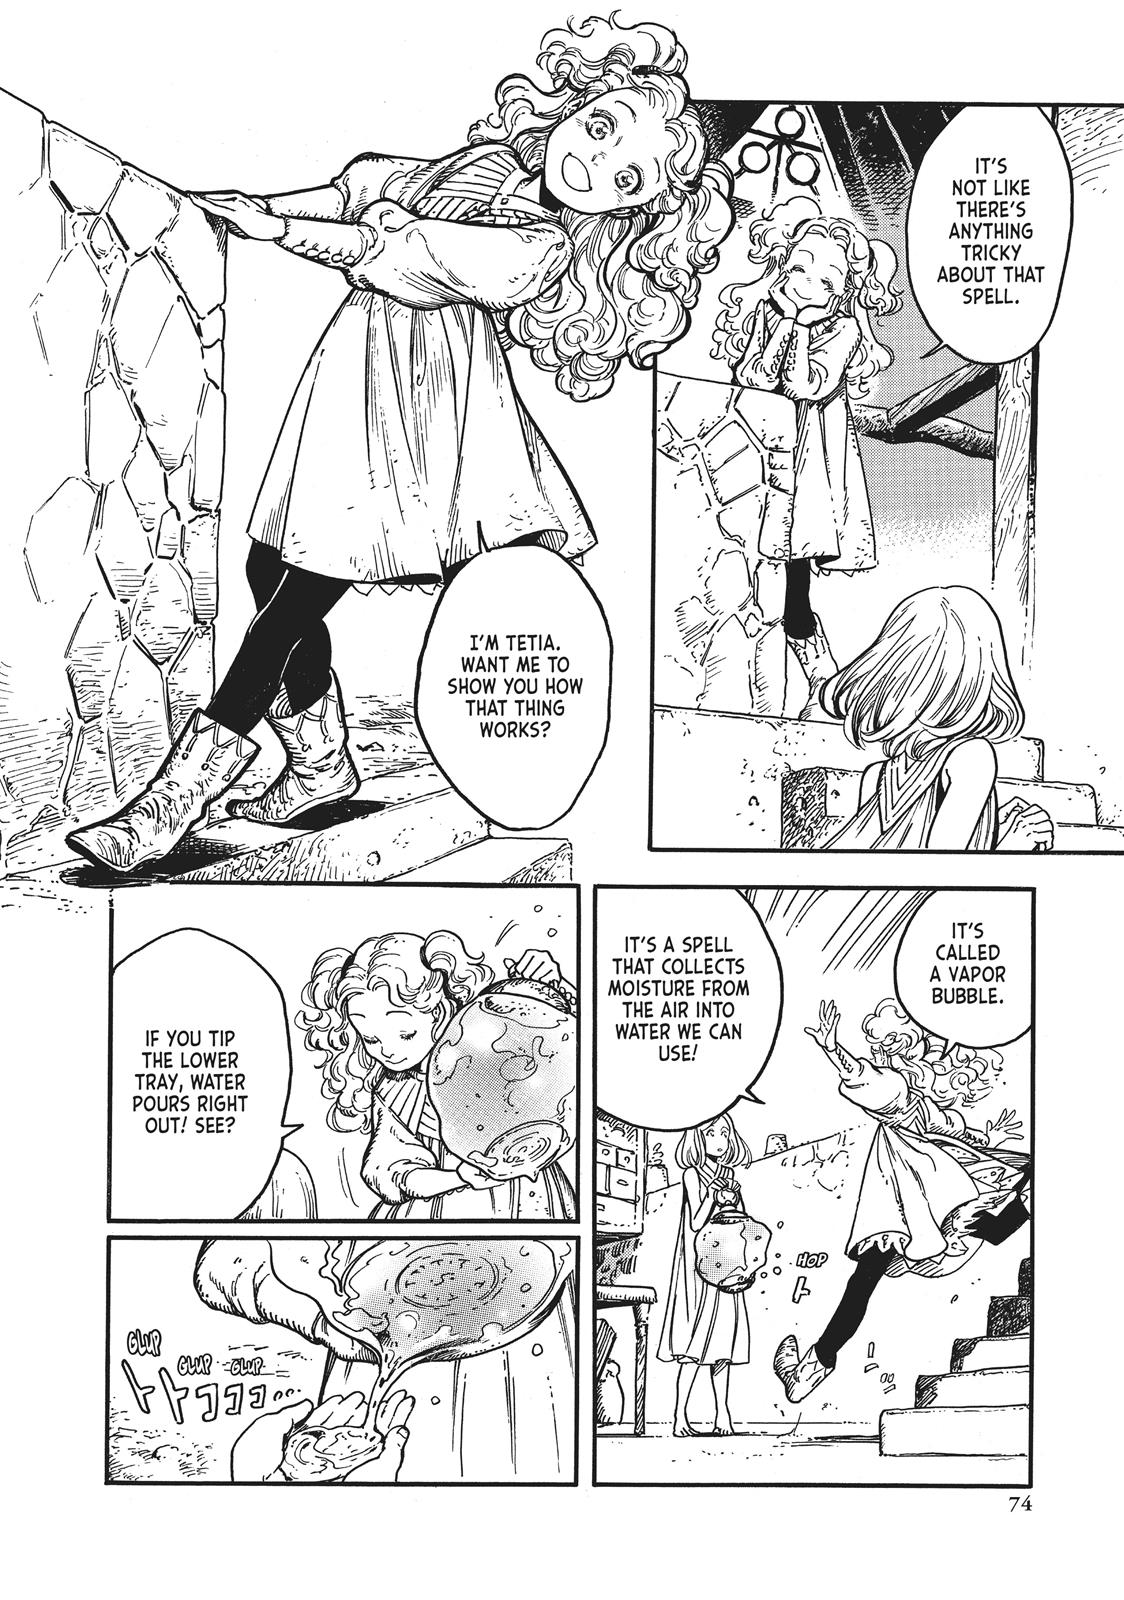 IT'S
NOT LIKE
THERE'S
ANYTHING
TRICKY
ABOUT THAT
SPELL.
I'M TETIA.
WANT ME TO
SHOW YOU HOW
THAT THING
WORKS?
IT'S
CALLED
A VAPOR
BUBBLE.
IT'S A SPELL
THAT COLLECTS
MOISTURE FROM
THE AIR INTO
WATER WE CAN
USE!
HOP
ト
IF YOU TIP
THE LOWER
TRAY, WATER
POURS RIGHT
OUT! SEE?
GLUP
GLUP GLUP
トトココココ...
74